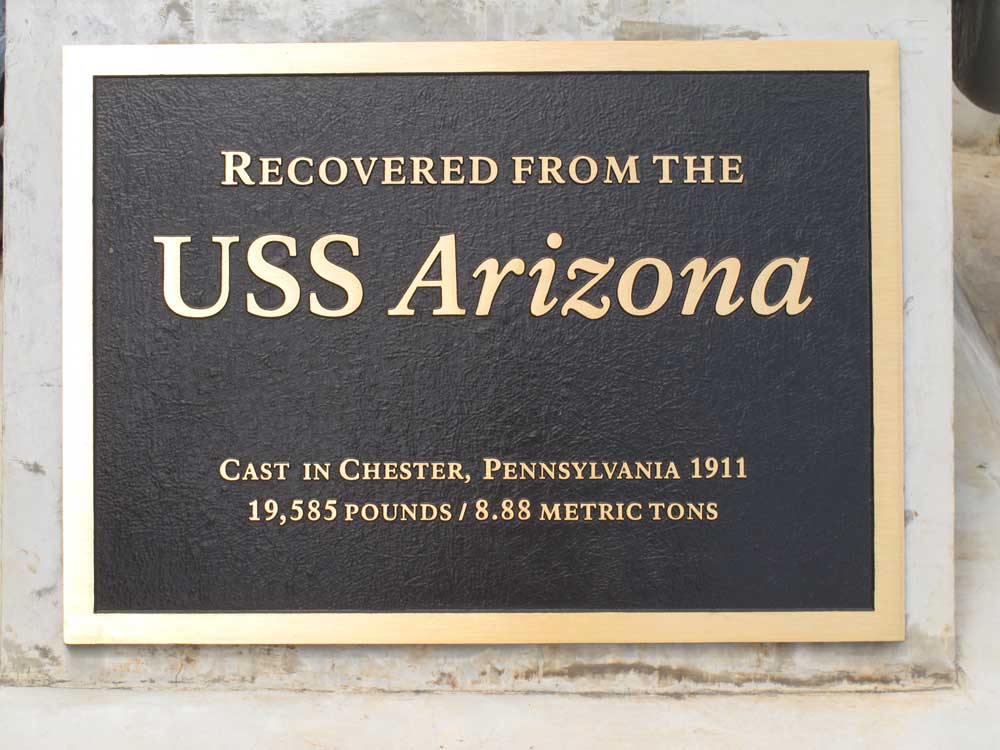 RECOVERED FROM THE
USS Arizona
CAST IN CHESTER, PENNSYLVANIA 1911
19,585 POUNDS / 8.88 METRIC TONS